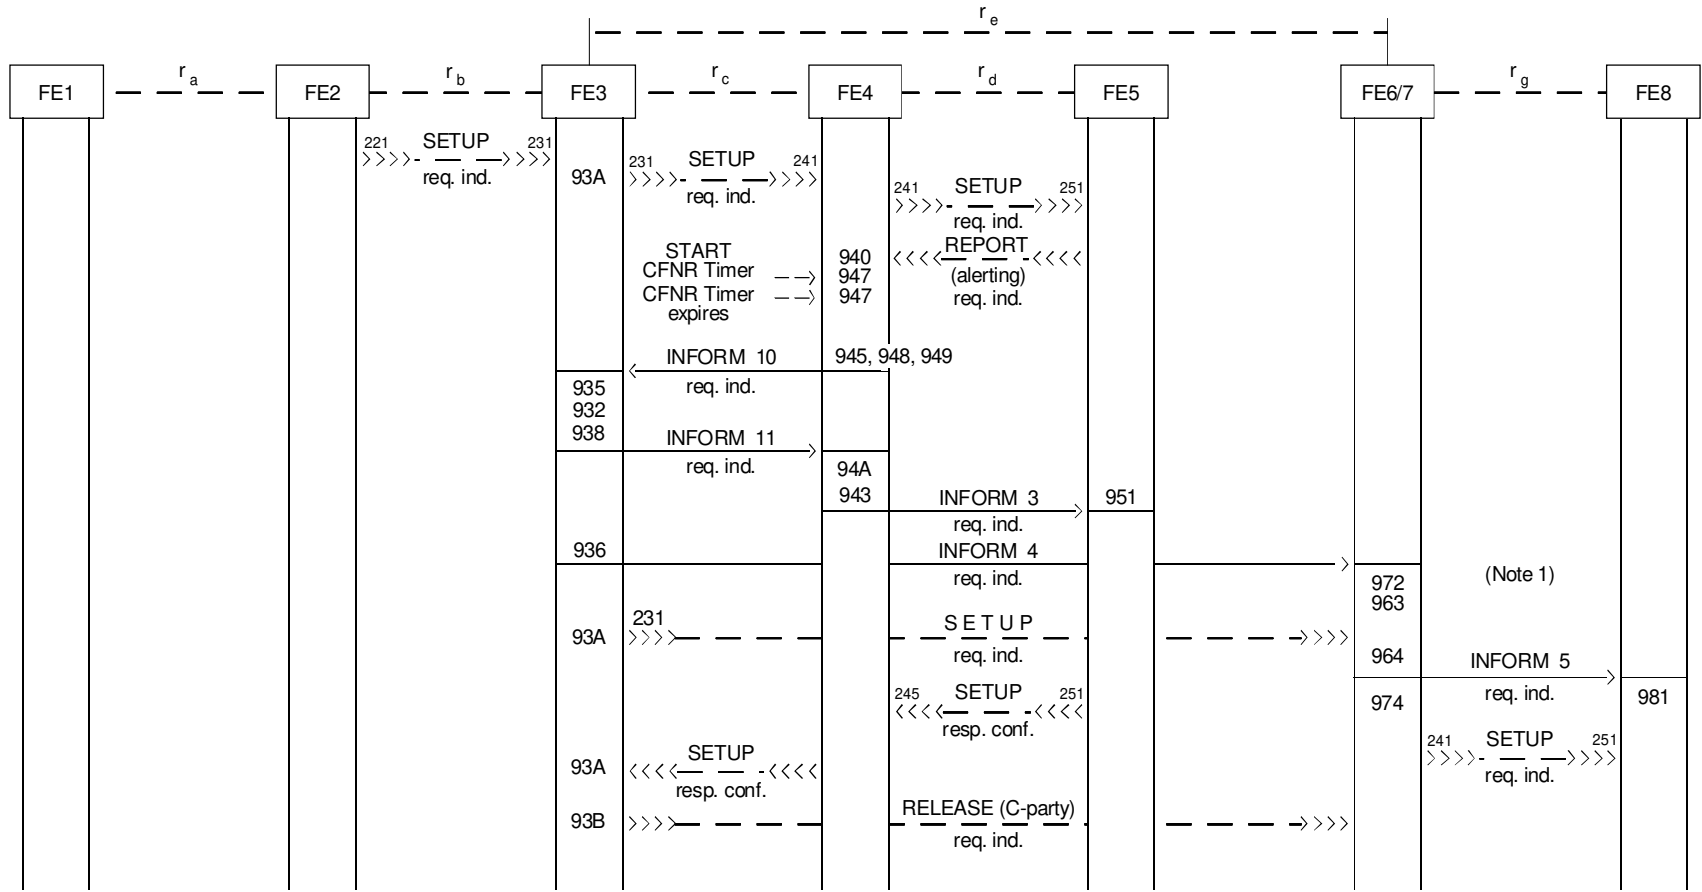 r e
r a
r b
r c
r d
r g
FE1
FE2
FE3
FE4
FE5
FE6/7
FE8
221 SETUP 231
req. ind.
93A
231 SETUP 241
req. ind.
241 SETUP 251
req. ind.
START
CFNR Timer
CFNR Timer
expires
940
947
947
REPORT
(alerting)
req. ind.
INFORM 10
req. ind.
945, 948, 949
935
932
938
INFORM 11
req. ind.
94A
943
INFORM 3
req. ind.
951
936
INFORM 4
req. ind.
972
963
(Note 1)
93A
231
S E T U P
req. ind.
964
INFORM 5
req. ind.
974
981
245 SETUP 251
resp. conf.
241 SETUP 251
req. ind.
93A
SETUP
resp. conf.
93B
RELEASE (C-party)
req. ind.